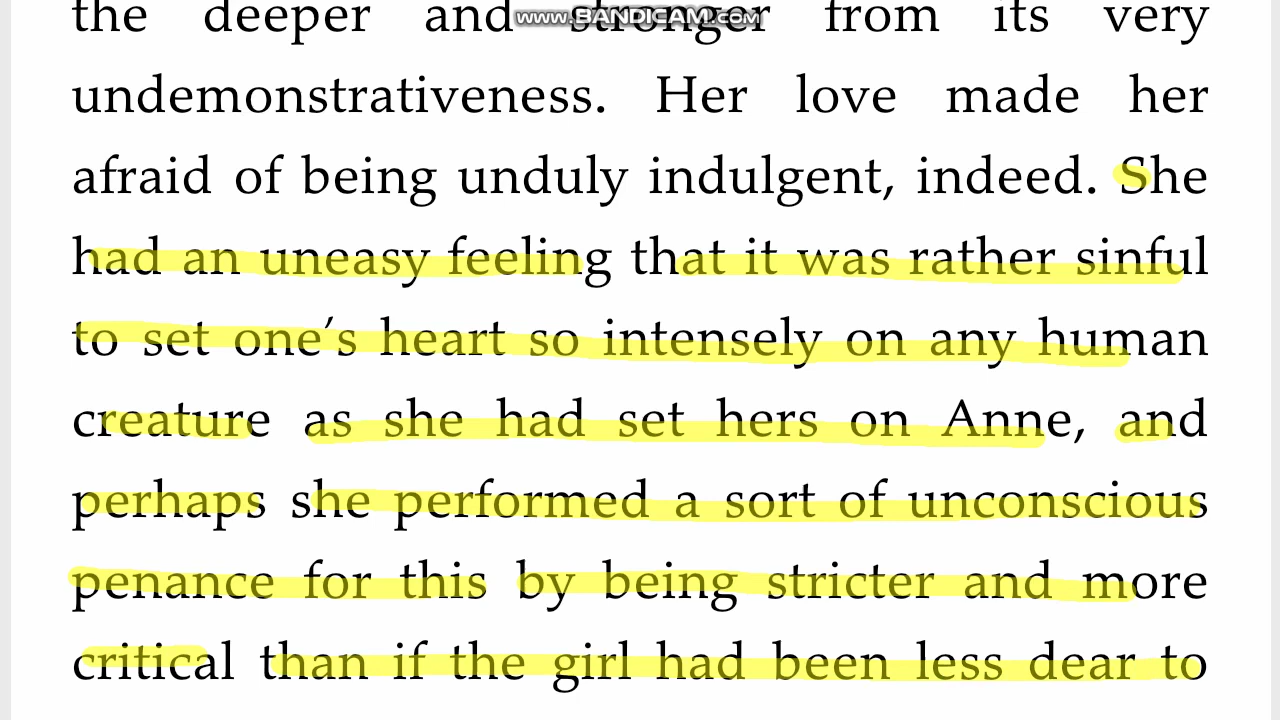 the deeper and stronger from its very
www.BANDICAM.com
undemonstrativeness. Her love made her
afraid of being unduly indulgent, indeed. She
had an uneasy feeling that it was rather sinful
to set one’s heart so intensely on any human
creature as she had set hers on Anne, and
perhaps she performed a sort of unconscious
penance for this by being stricter and more
critical than if the girl had been less dear to